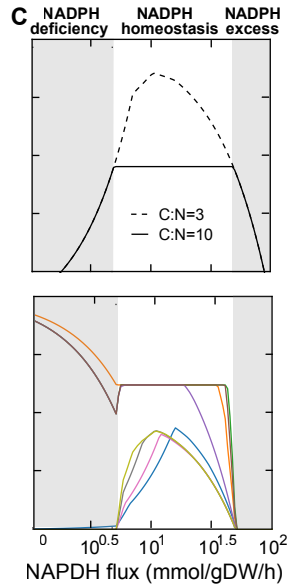 C
NADPH deficiency
NADPH homeostasis
NADPH excess
C:N=3
C:N=10
0 10^0.5 10^1 10^1.5 10^2
NAPDH flux (mmol/gDW/h)